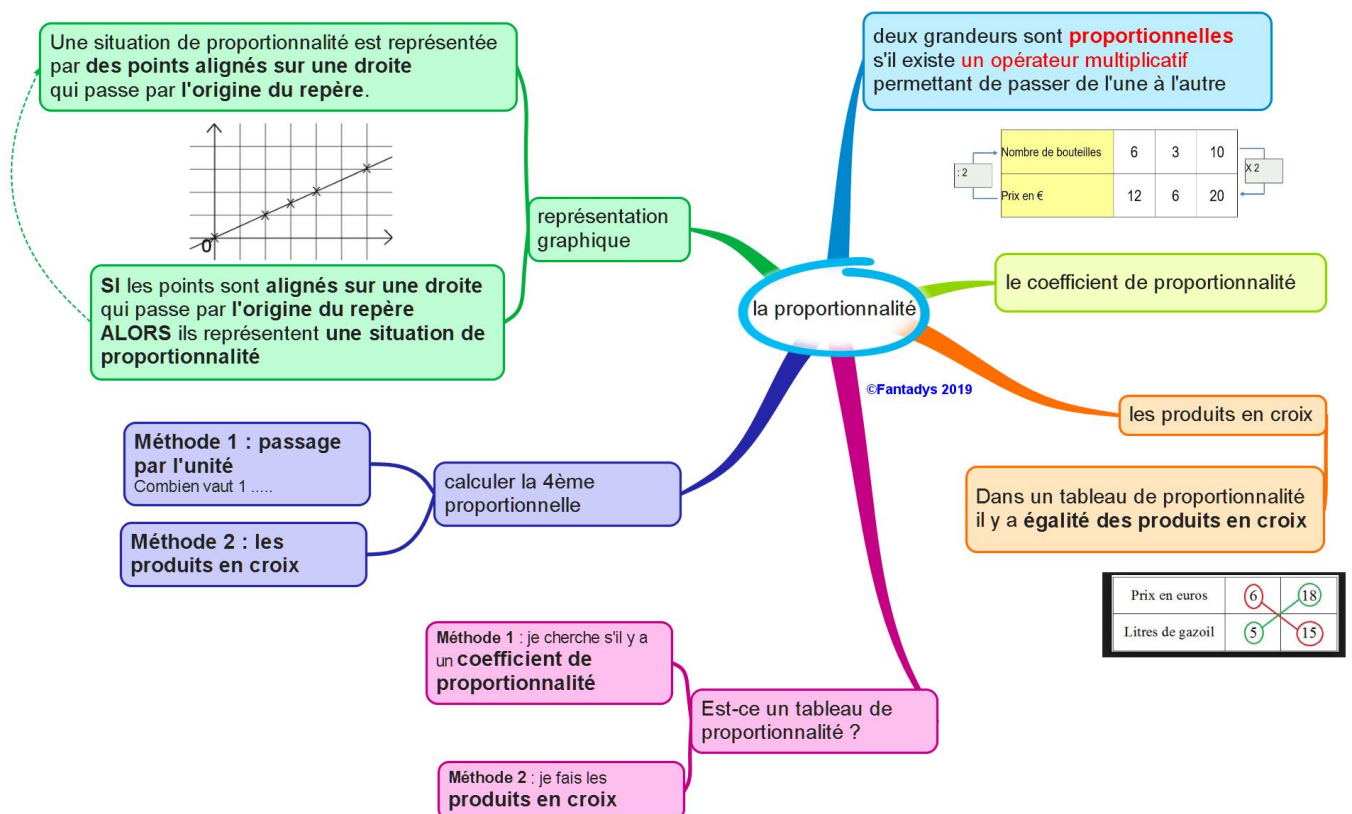 Une situation de proportionnalité est représentée
par des points alignés sur une droite
qui passe par l'origine du repère.
0
SI les points sont alignés sur une droite
qui passe par l'origine du repère
ALORS ils représentent une situation de
proportionnalité
représentation
graphique
deux grandeurs sont proportionnelles
s'il existe un opérateur multiplicatif
permettant de passer de l'une à l'autre
: 2
Nombre de bouteilles 6 3 10
Prix en € 12 6 20
X 2
le coefficient de proportionnalité
la proportionnalité
©Fantadys 2019
les produits en croix
Dans un tableau de proportionnalité
il y a égalité des produits en croix
Prix en euros 6 18
Litres de gazoil 5 15
Méthode 1 : passage
par l'unité
Combien vaut 1 .....
Méthode 2 : les
produits en croix
calculer la 4ème
proportionnelle
Méthode 1 : je cherche s'il y a
un coefficient de
proportionnalité
Méthode 2 : je fais les
produits en croix
Est-ce un tableau de
proportionnalité ?